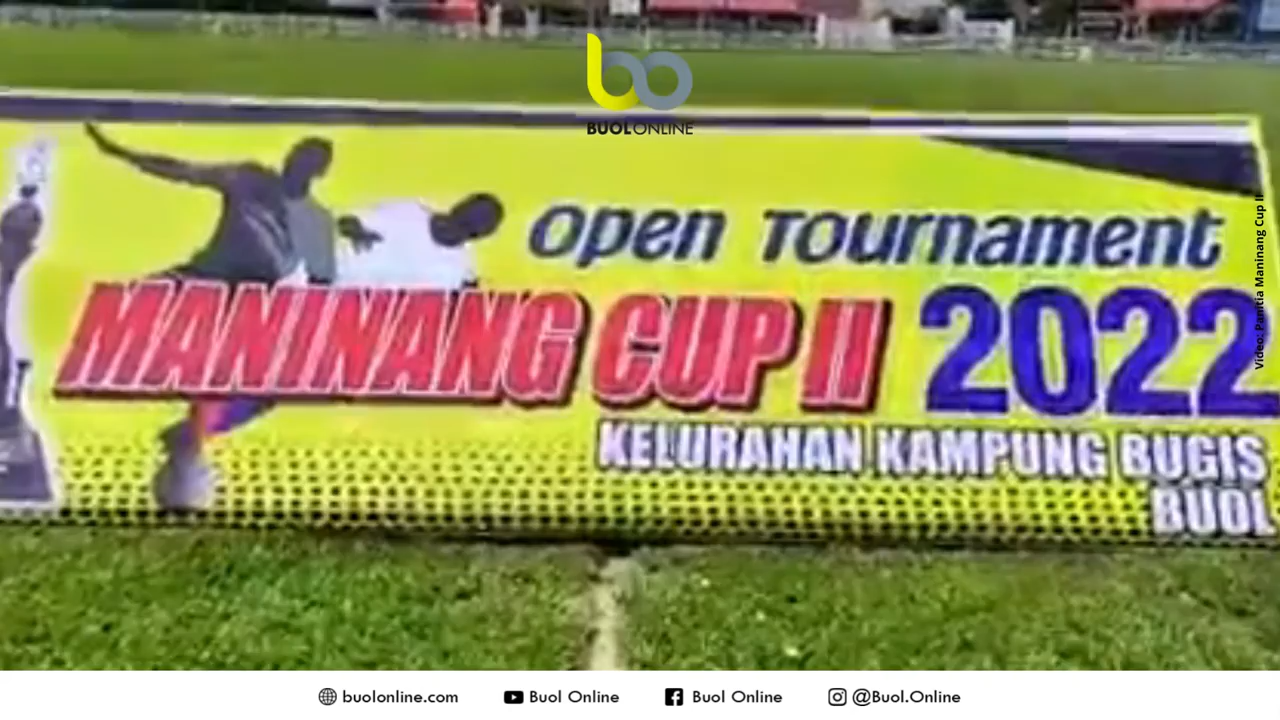 BUOLONLINE
open Tournament
MANINANG CUP II 2022
KELURAHAN KAMPUNG BUGIS
BUOL
Video: Panitia Maninang Cup II
buolonline.com
Buol Online
Buol Online
@Buol.Online